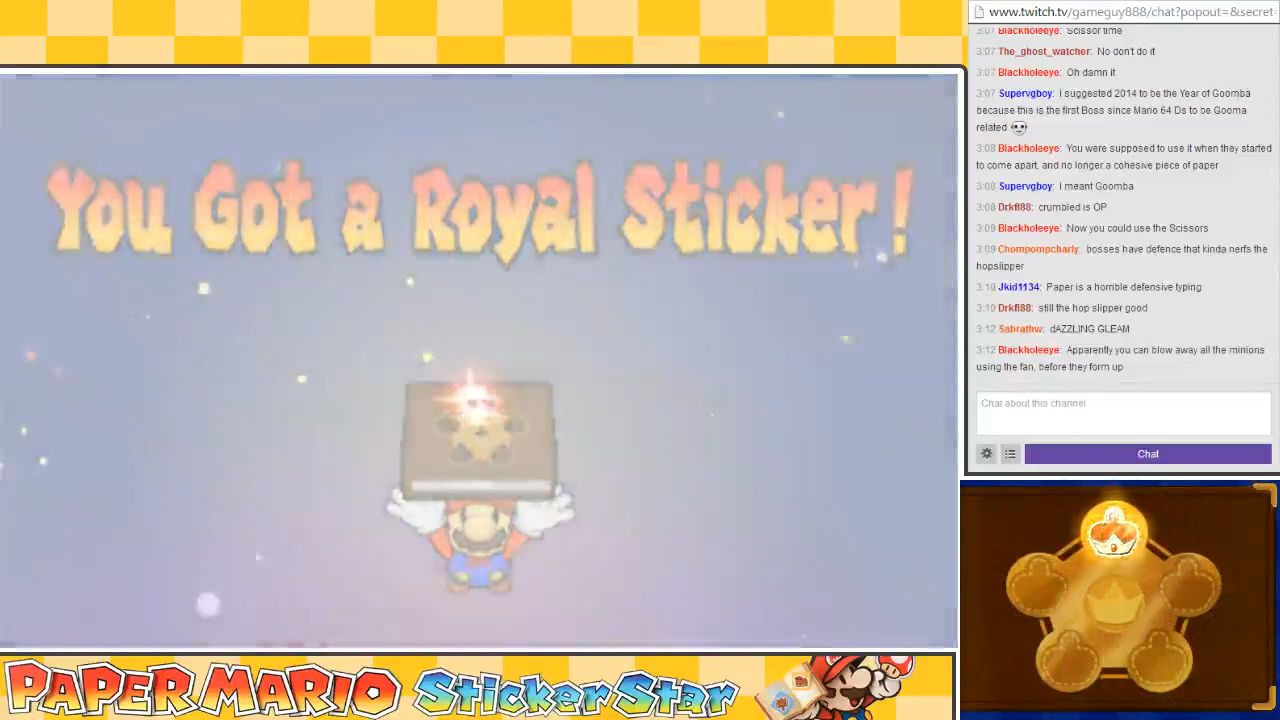 www.twitch.tv/gameguy888/chat?popout=&secret
3:07 Blackholeeye: Scissor time
3:07 The_ghost_watcher: No don't do it
3:07 Blackholeeye: Oh damn it
3:07 Supervgboy: I suggested 2014 to be the Year of Goomba
because this is the first Boss since Mario 64 Ds to be Gooma
related
3:08 Blackholeeye: You were supposed to use it when they started
to come apart, and no longer a cohesive piece of paper
3:08 Supervgboy: I meant Goomba
3:08 Drkfl88: crumbled is OP
3:09 Blackholeeye: Now you could use the Scissors
3:09 Chompompcharly: bosses have defence that kinda nerfs the
hopslipper
3:10 Jkid1134: Paper is a horrible defensive typing
3:10 Drkfl88: still the hop slipper good
3:12 Sabrathw: dAZZLING GLEAM
3:12 Blackholeeye: Apparently you can blow away all the minions
using the fan, before they form up
Chat about this channel
Chat
You Got a Royal Sticker!
PAPER MARIO Sticker Star